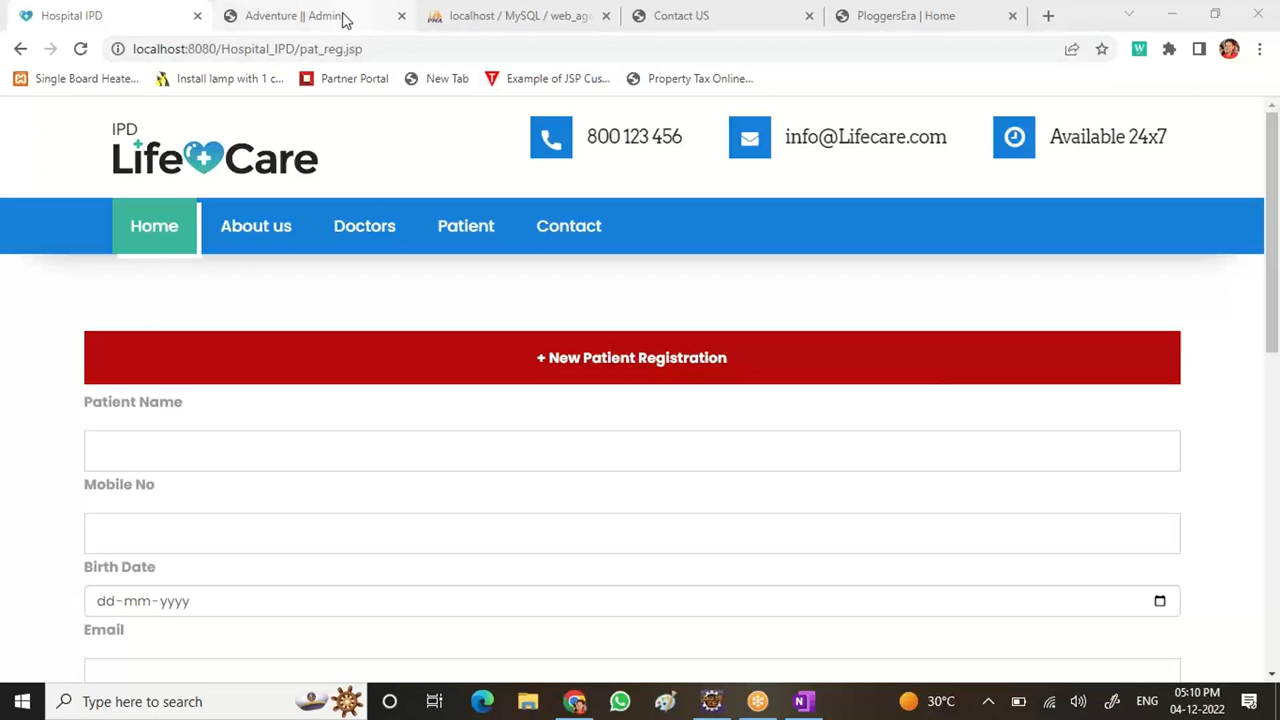 Hospital IPD
Adventure || Admin
localhost / MySQL / web_ag
Contact US
PloggersEra | Home
localhost:8080/Hospital_IPD/pat_reg.jsp
Single Board Heate...
Install lamp with 1 c...
Partner Portal
New Tab
Example of JSP Cus...
Property Tax Online...
IPD
Life Care
800 123 456
info@Lifecare.com
Available 24x7
Home
About us
Doctors
Patient
Contact
+ New Patient Registration
Patient Name
Mobile No
Birth Date
dd-mm-yyyy
Email
Type here to search
30°C
ENG
05:10 PM
04-12-2022